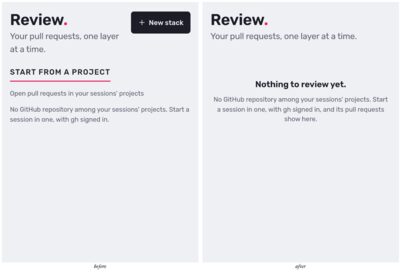 Review.
+ New stack
Your pull requests, one layer
at a time.
START FROM A PROJECT
Open pull requests in your sessions' projects
No GitHub repository among your sessions' projects. Start a
session in one, with gh signed in.
before
Review.
Your pull requests, one layer at a time.
Nothing to review yet.
No GitHub repository among your sessions' projects. Start
a session in one, with gh signed in, and its pull requests
show here.
after